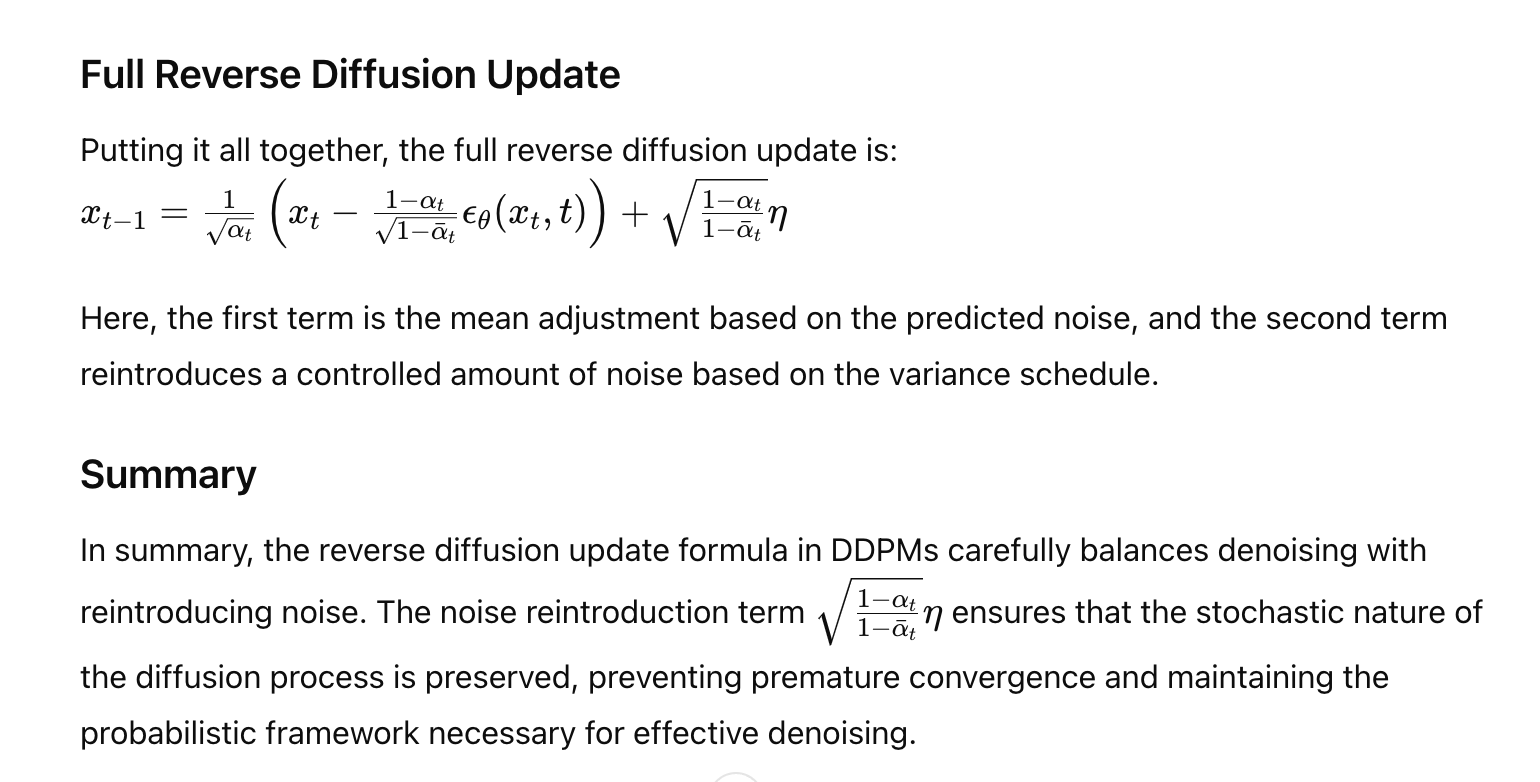 Full Reverse Diffusion Update
Putting it all together, the full reverse diffusion update is:
$x_{t-1} = \frac{1}{\sqrt{\alpha_t}} \left( x_t - \frac{1-\alpha_t}{\sqrt{1-\bar{\alpha}_t}} \epsilon_\theta(x_t, t) \right) + \sqrt{\frac{1-\alpha_t}{1-\bar{\alpha}_t}} \eta$
Here, the first term is the mean adjustment based on the predicted noise, and the second term
reintroduces a controlled amount of noise based on the variance schedule.
Summary
In summary, the reverse diffusion update formula in DDPMs carefully balances denoising with
reintroducing noise. The noise reintroduction term $\sqrt{\frac{1-\alpha_t}{1-\bar{\alpha}_t}} \eta$ ensures that the stochastic nature of
the diffusion process is preserved, preventing premature convergence and maintaining the
probabilistic framework necessary for effective denoising.